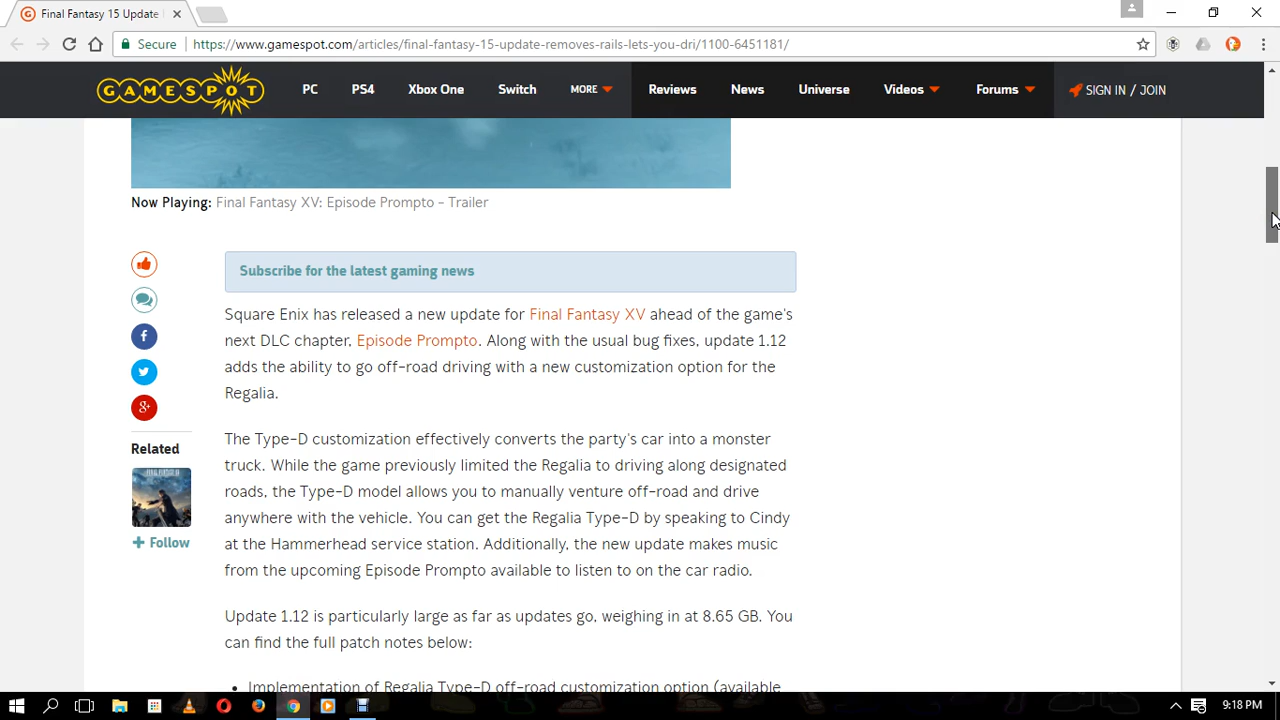 Final Fantasy 15 Update
Secure
https://www.gamespot.com/articles/final-fantasy-15-update-removes-rails-lets-you-dri/1100-6451181/
GAMESPOT
PC PS4 Xbox One Switch MORE Reviews News Universe Videos Forums SIGN IN / JOIN
Now Playing: Final Fantasy XV: Episode Prompto - Trailer
Subscribe for the latest gaming news
Square Enix has released a new update for Final Fantasy XV ahead of the game's
next DLC chapter, Episode Prompto. Along with the usual bug fixes, update 1.12
adds the ability to go off-road driving with a new customization option for the
Regalia.
Related
Follow
The Type-D customization effectively converts the party's car into a monster
truck. While the game previously limited the Regalia to driving along designated
roads, the Type-D model allows you to manually venture off-road and drive
anywhere with the vehicle. You can get the Regalia Type-D by speaking to Cindy
at the Hammerhead service station. Additionally, the new update makes music
from the upcoming Episode Prompto available to listen to on the car radio.
Update 1.12 is particularly large as far as updates go, weighing in at 8.65 GB. You
can find the full patch notes below:
• Implementation of Regalia Type-D off-road customization option (available
9:18 PM